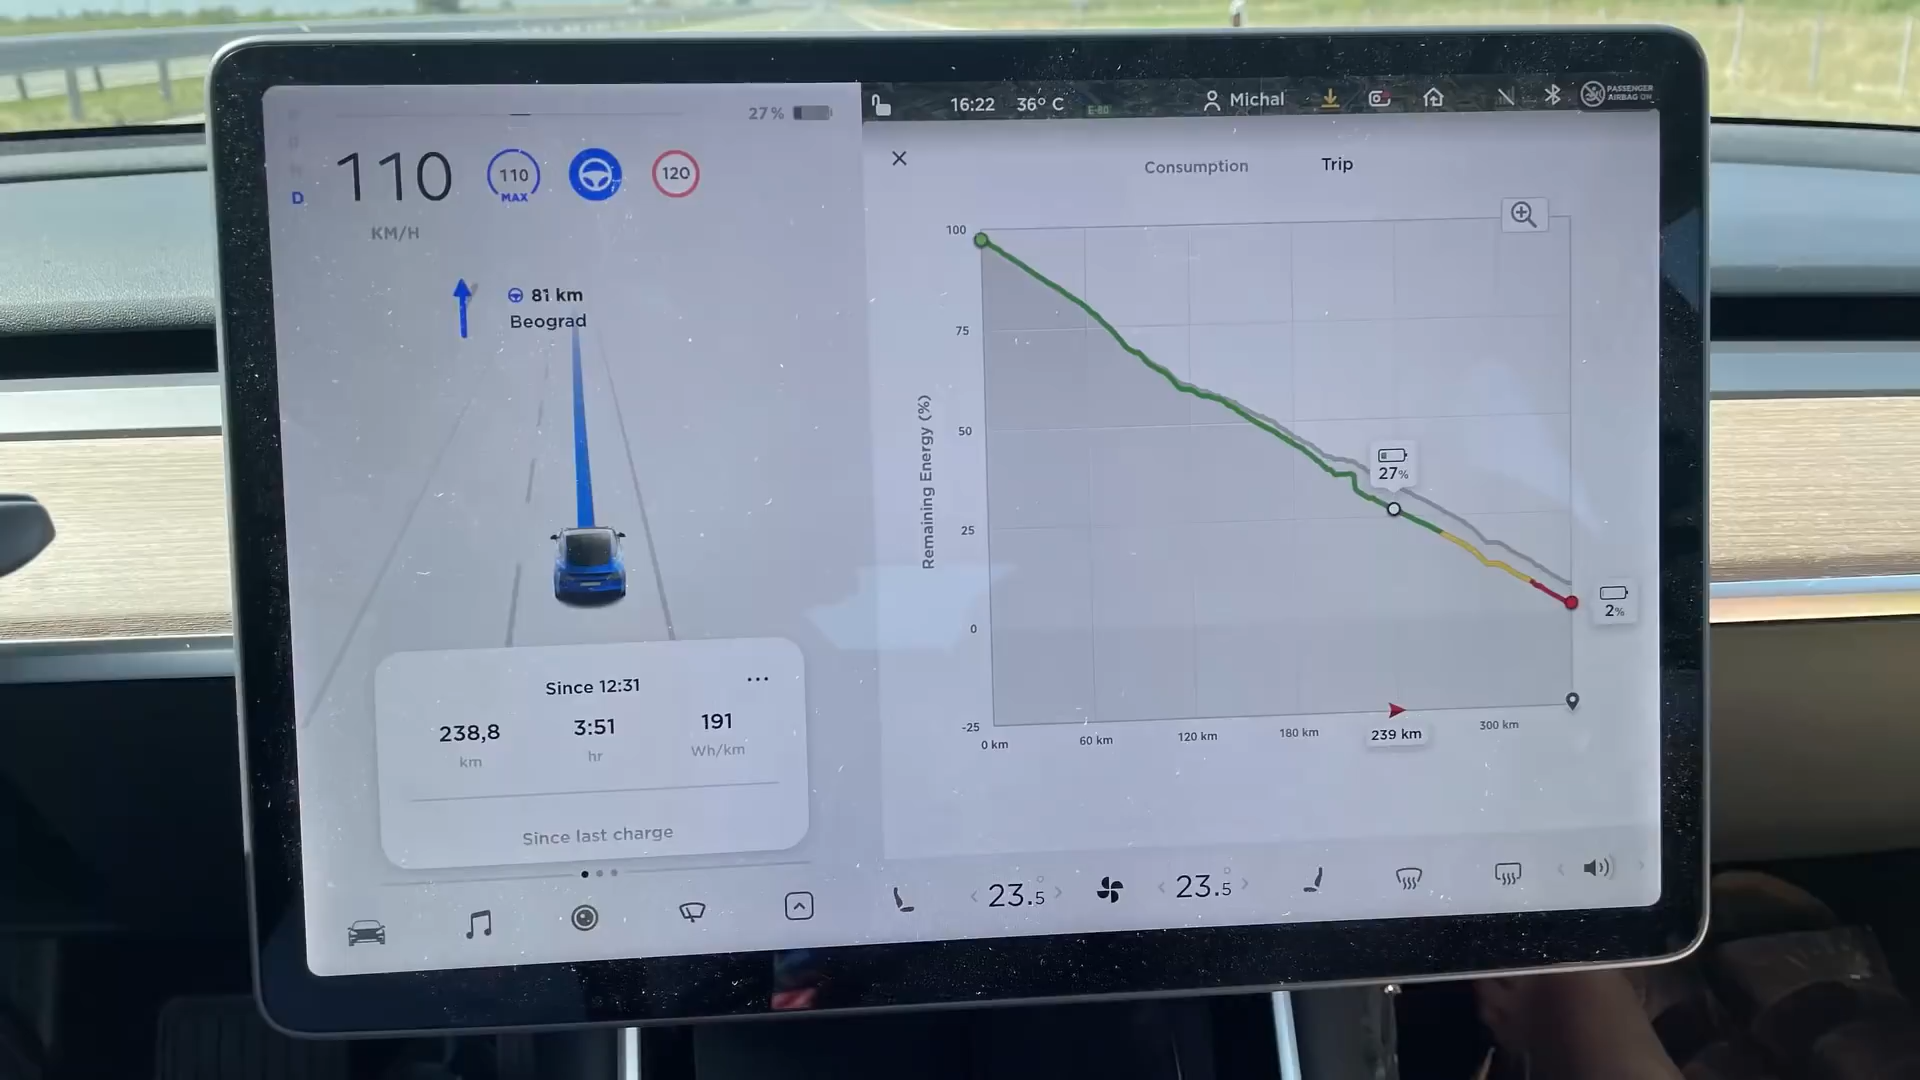 27 %
16:22 36° C E-80 Michal PASSENGER AIRBAG ON
110 110 MAX 120
D
KM/H
Consumption Trip
81 km
Beograd
100
75
50
25
0
-25
Remaining Energy (%)
27%
2%
0 km 60 km 120 km 180 km 239 km 300 km
Since 12:31 ...
238,8 3:51 191
km hr Wh/km
Since last charge
23.5 23.5